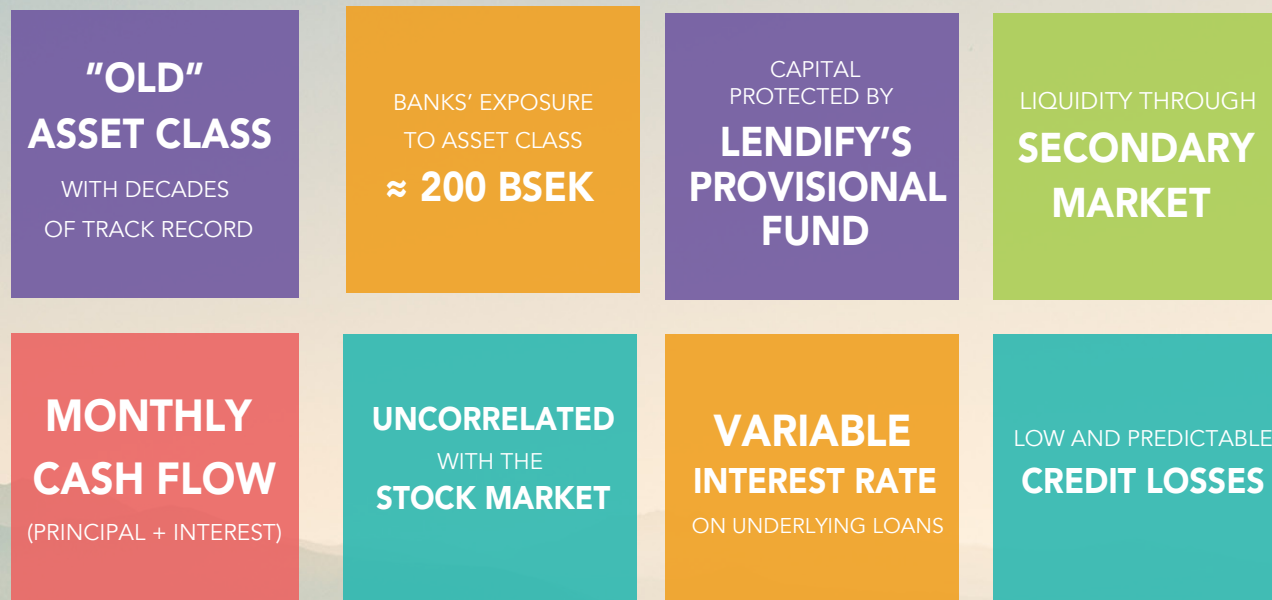 ”OLD”
ASSET CLASS
WITH DECADES
OF TRACK RECORD
BANKS’ EXPOSURE
TO ASSET CLASS
≈ 200 BSEK
CAPITAL
PROTECTED BY
LENDIFY’S
PROVISIONAL
FUND
LIQUIDITY THROUGH
SECONDARY
MARKET
MONTHLY
CASH FLOW
(PRINCIPAL + INTEREST)
UNCORRELATED
WITH THE
STOCK MARKET
VARIABLE
INTEREST RATE
ON UNDERLYING LOANS
LOW AND PREDICTABLE
CREDIT LOSSES